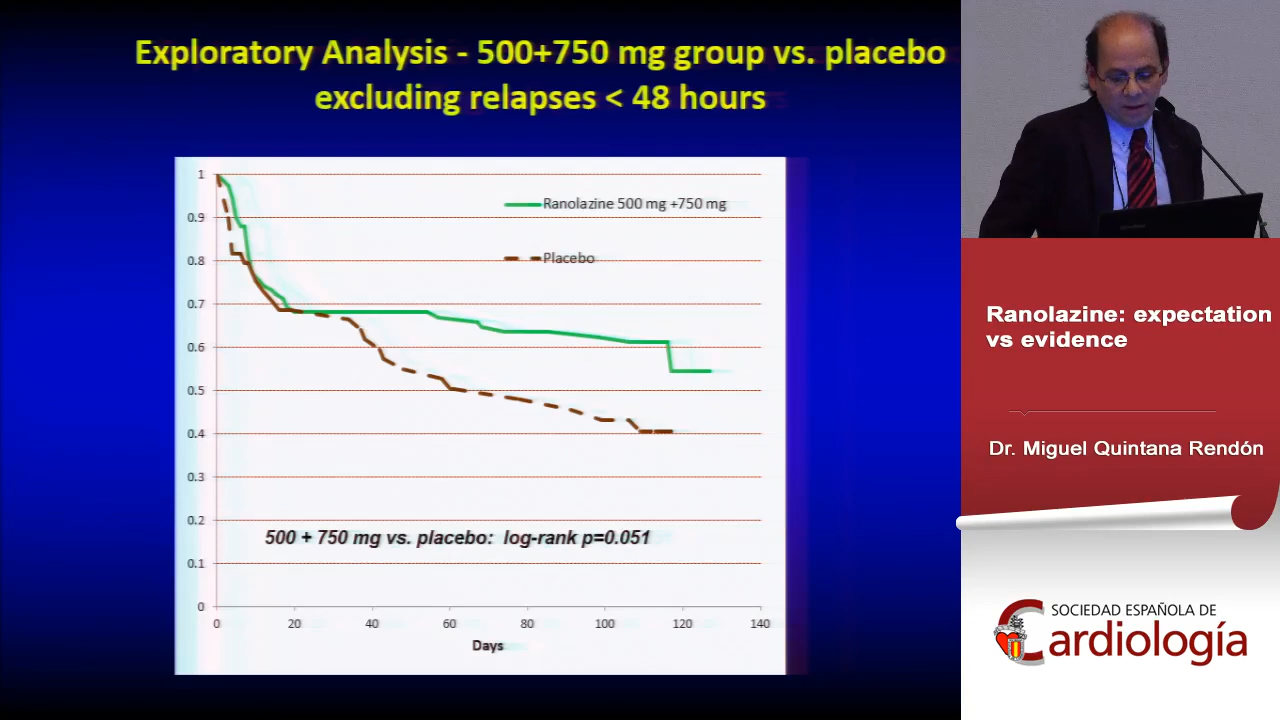 Exploratory Analysis - 500+750 mg group vs. placebo
excluding relapses < 48 hours
1
0.9
0.8
0.7
0.6
0.5
0.4
0.3
0.2
0.1
0
Ranolazine 500 mg +750 mg
Placebo
500 + 750 mg vs. placebo: log-rank p=0.051
0 20 40 60 80 100 120 140
Days
Ranolazine: expectation
vs evidence
Dr. Miguel Quintana Rendón
SOCIEDAD ESPAÑOLA DE
Cardiología